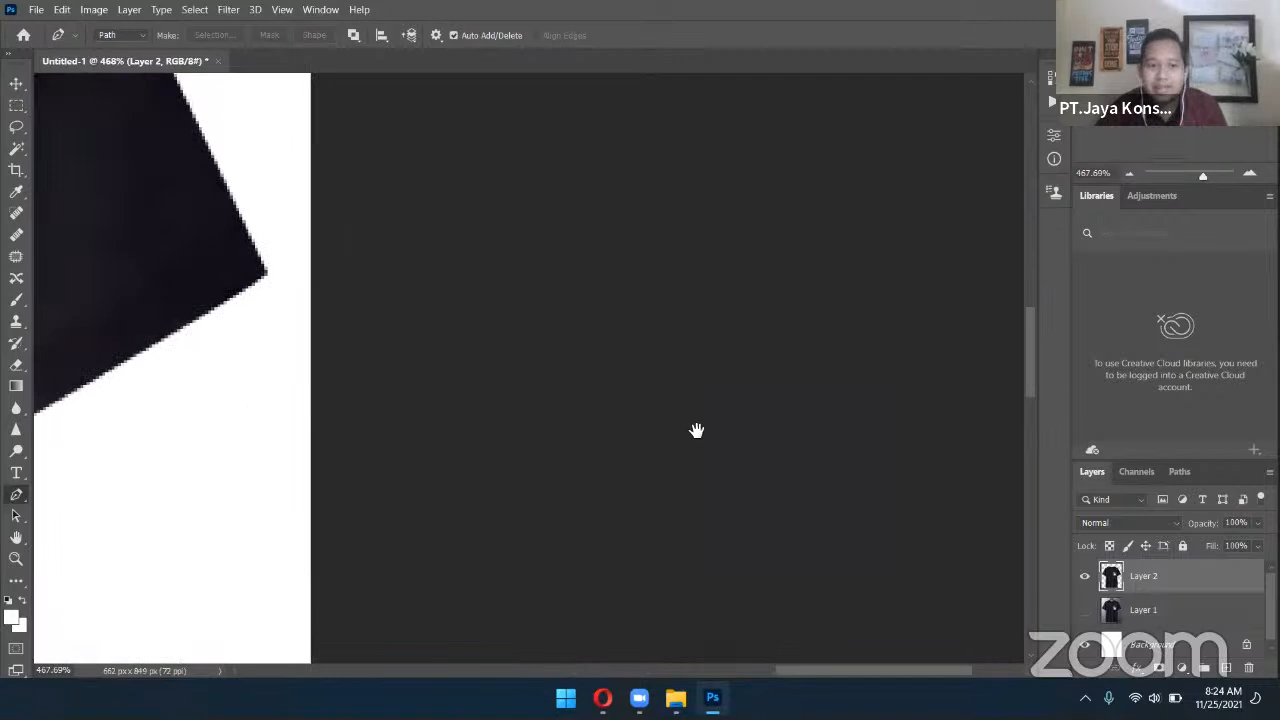 Ps File Edit Image Layer Type Select Filter 3D View Window Help
Path Make: Selection... Mask Shape Auto Add/Delete Align Edges
Untitled-1 @ 468% (Layer 2, RGB/8#) * ×
PT.Jaya Kons...
467.69%
Libraries Adjustments
To use Creative Cloud libraries, you need
to be logged into a Creative Cloud
account.
Layers Channels Paths
Kind
Normal Opacity: 100%
Lock: Fill: 100%
Layer 2
Layer 1
Background
zoom
467.69% 662 px x 849 px (72 ppi)
Ps
8:24 AM
11/25/2021